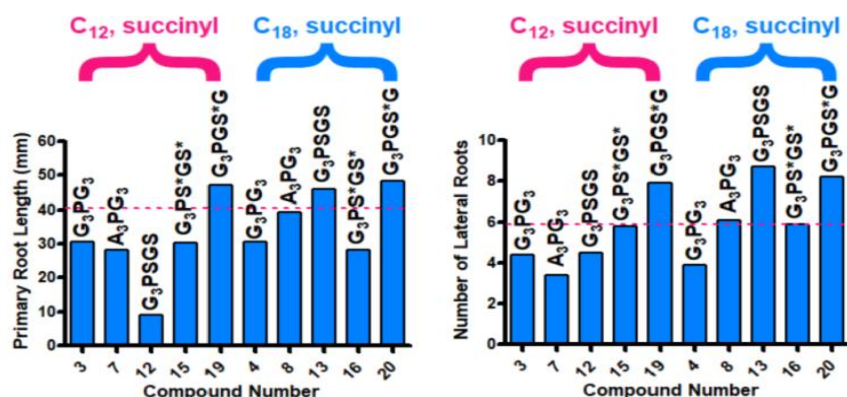 C12, succinyl
C18, succinyl
Primary Root Length (mm)
60
50
40
30
20
10
0
G3PG3
A3PG3
G3PSGS
G3PS*GS*
G3PGS*G
G3PG3
A3PG3
G3PSGS
G3PS*GS*
G3PGS*G
3
7
12
15
19
4
8
13
16
20
Compound Number
C12, succinyl
C18, succinyl
Number of Lateral Roots
10
8
6
4
2
0
G3PG3
A3PG3
G3PSGS
G3PS*GS*
G3PGS*G
G3PG3
A3PG3
G3PSGS
G3PS*GS*
G3PGS*G
3
7
12
15
19
4
8
13
16
20
Compound Number